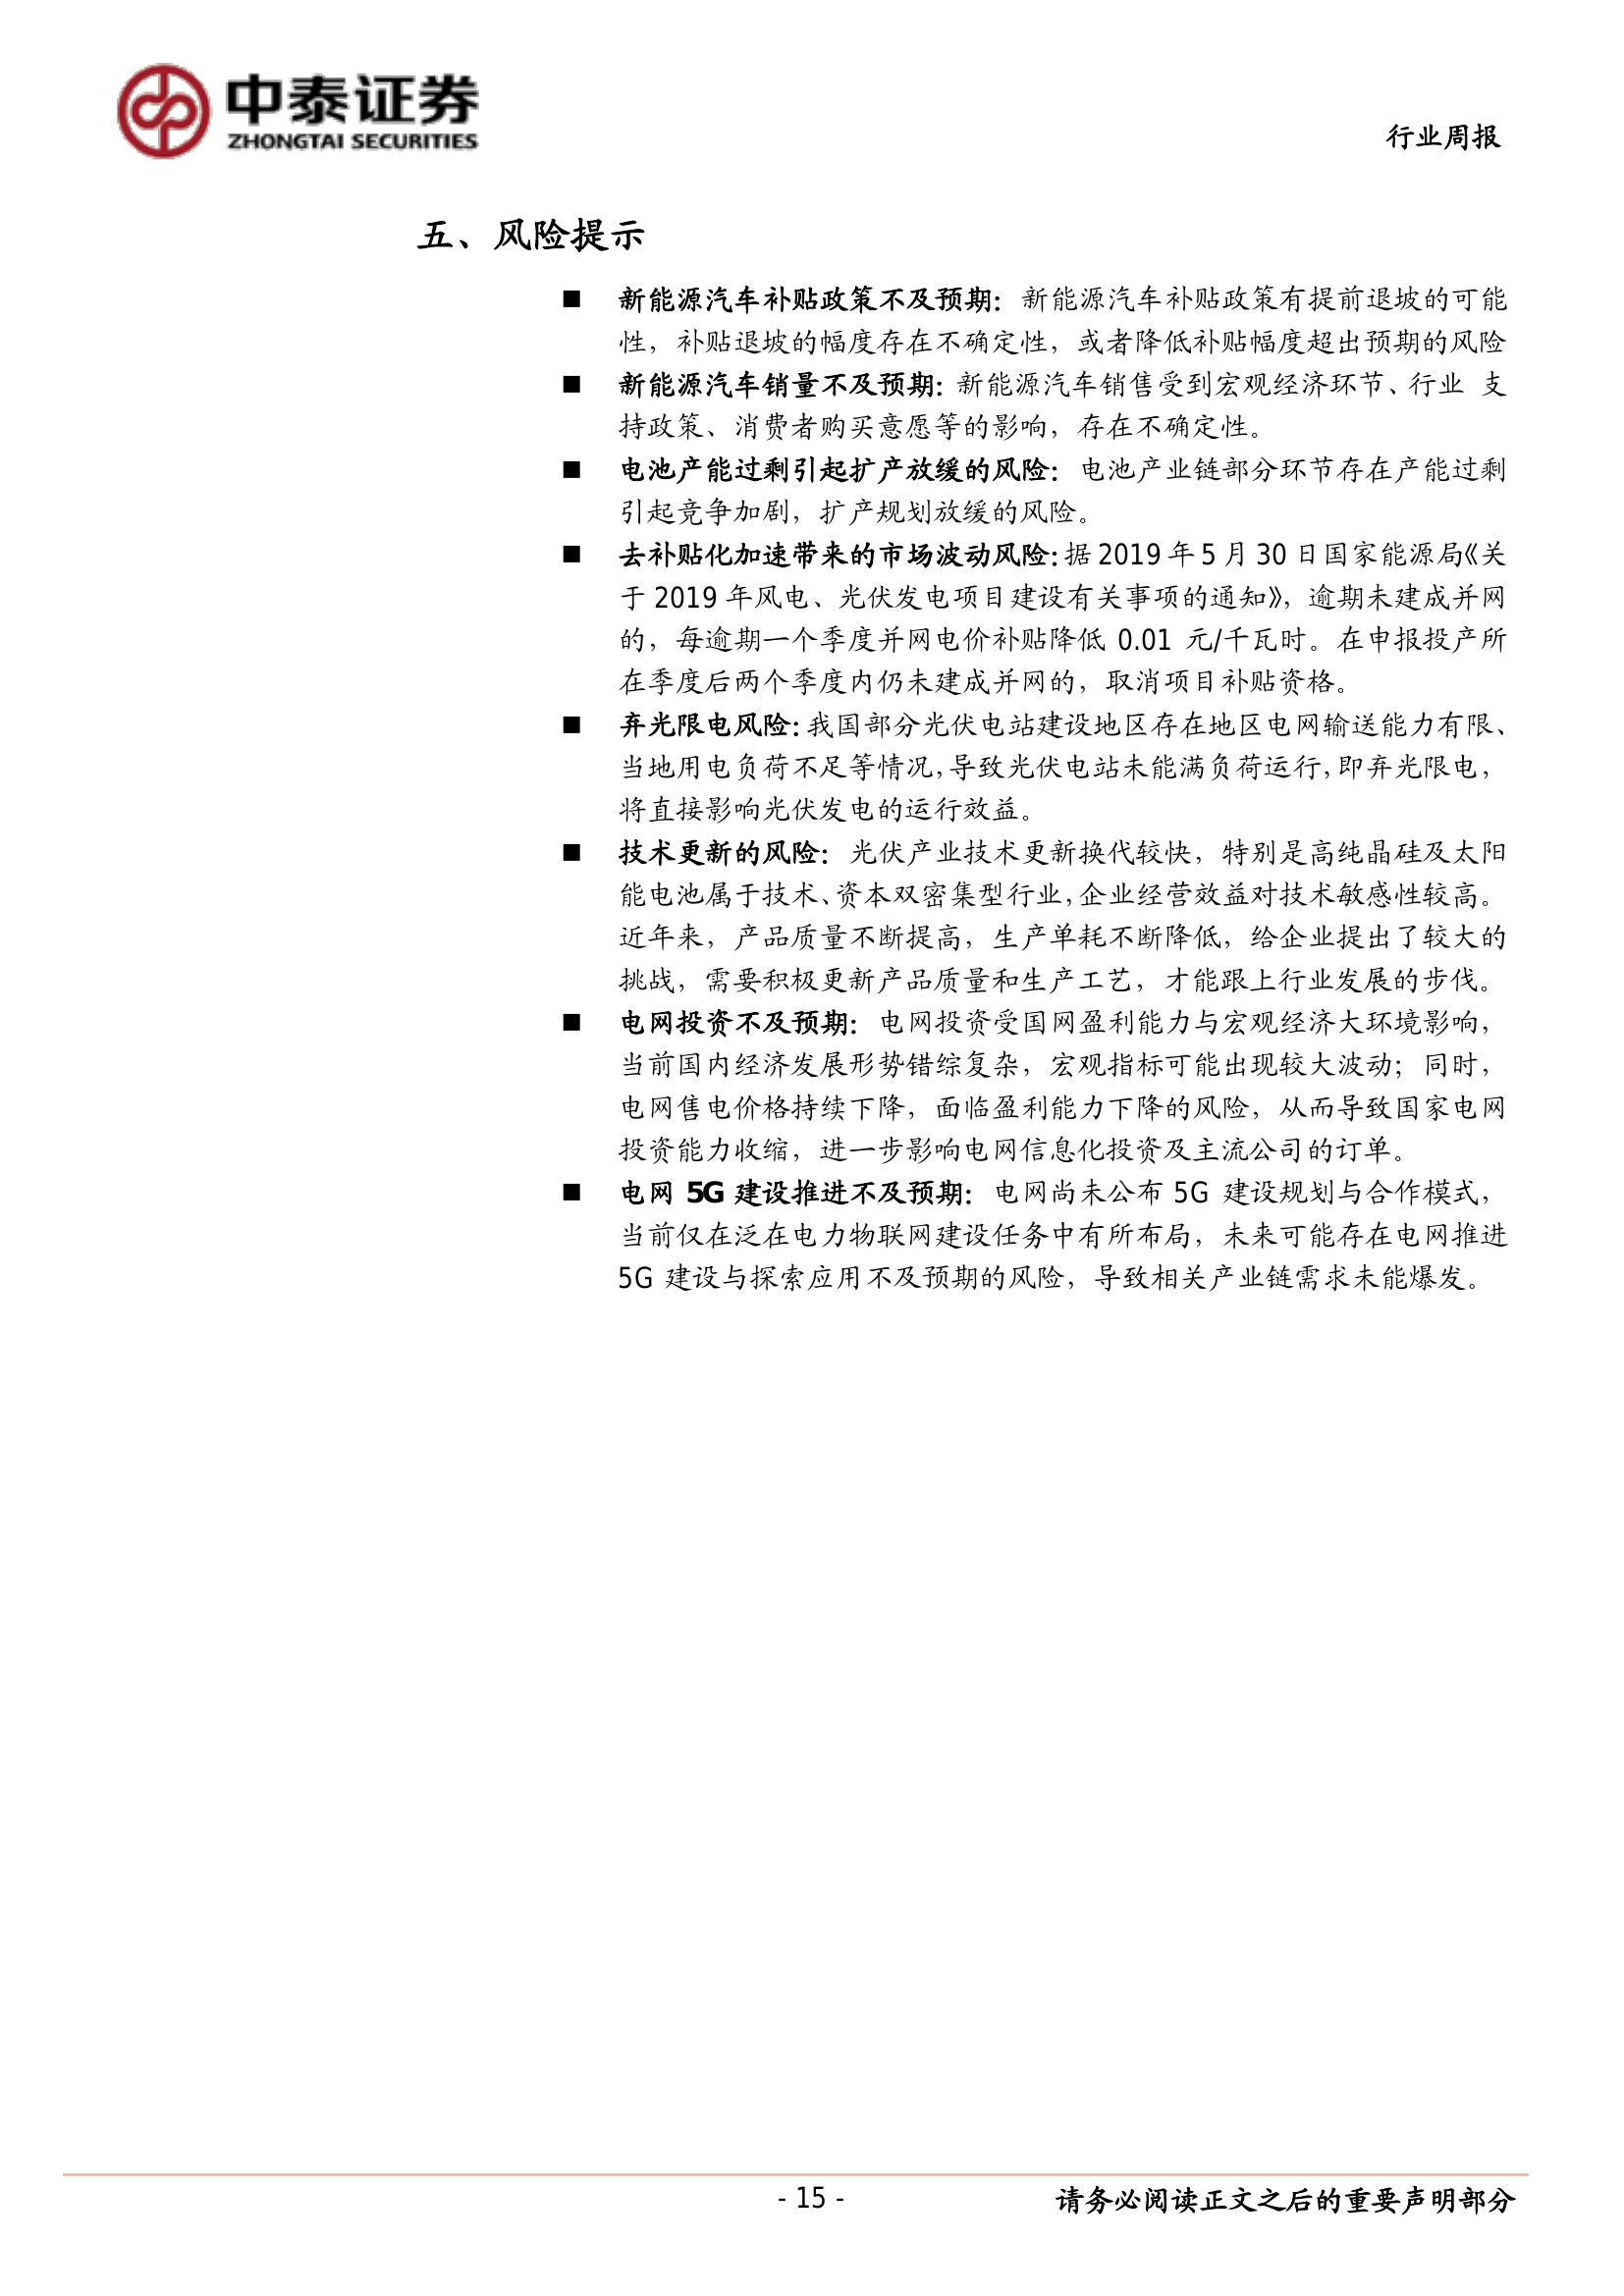 中泰证券
ZHONGTAI SECURITIES
行业周报
五、风险提示
■ 新能源汽车补贴政策不及预期：新能源汽车补贴政策有提前退坡的可能
性，补贴退坡的幅度存在不确定性，或者降低补贴幅度超出预期的风险
■ 新能源汽车销量不及预期：新能源汽车销售受到宏观经济环节、行业 支
持政策、消费者购买意愿等的影响，存在不确定性。
■ 电池产能过剩引起扩产放缓的风险：电池产业链部分环节存在产能过剩
引起竞争加剧，扩产规划放缓的风险。
■ 去补贴化加速带来的市场波动风险：据 2019 年 5 月 30 日国家能源局《关
于 2019 年风电、光伏发电项目建设有关事项的通知》，逾期未建成并网
的，每逾期一个季度并网电价补贴降低 0.01 元/千瓦时。在申报投产所
在季度后两个季度内仍未建成并网的，取消项目补贴资格。
■ 弃光限电风险：我国部分光伏电站建设地区存在地区电网输送能力有限、
当地用电负荷不足等情况，导致光伏电站未能满负荷运行，即弃光限电，
将直接影响光伏发电的运行效益。
■ 技术更新的风险：光伏产业技术更新换代较快，特别是高纯晶硅及太阳
能电池属于技术、资本双密集型行业，企业经营效益对技术敏感性较高。
近年来，产品质量不断提高，生产单耗不断降低，给企业提出了较大的
挑战，需要积极更新产品质量和生产工艺，才能跟上行业发展的步伐。
■ 电网投资不及预期：电网投资受国网盈利能力与宏观经济大环境影响，
当前国内经济发展形势错综复杂，宏观指标可能出现较大波动；同时，
电网售电价格持续下降，面临盈利能力下降的风险，从而导致国家电网
投资能力收缩，进一步影响电网信息化投资及主流公司的订单。
■ 电网 5G 建设推进不及预期：电网尚未公布 5G 建设规划与合作模式，
当前仅在泛在电力物联网建设任务中有所布局，未来可能存在电网推进
5G 建设与探索应用不及预期的风险，导致相关产业链需求未能爆发。
- 15 -
请务必阅读正文之后的重要声明部分